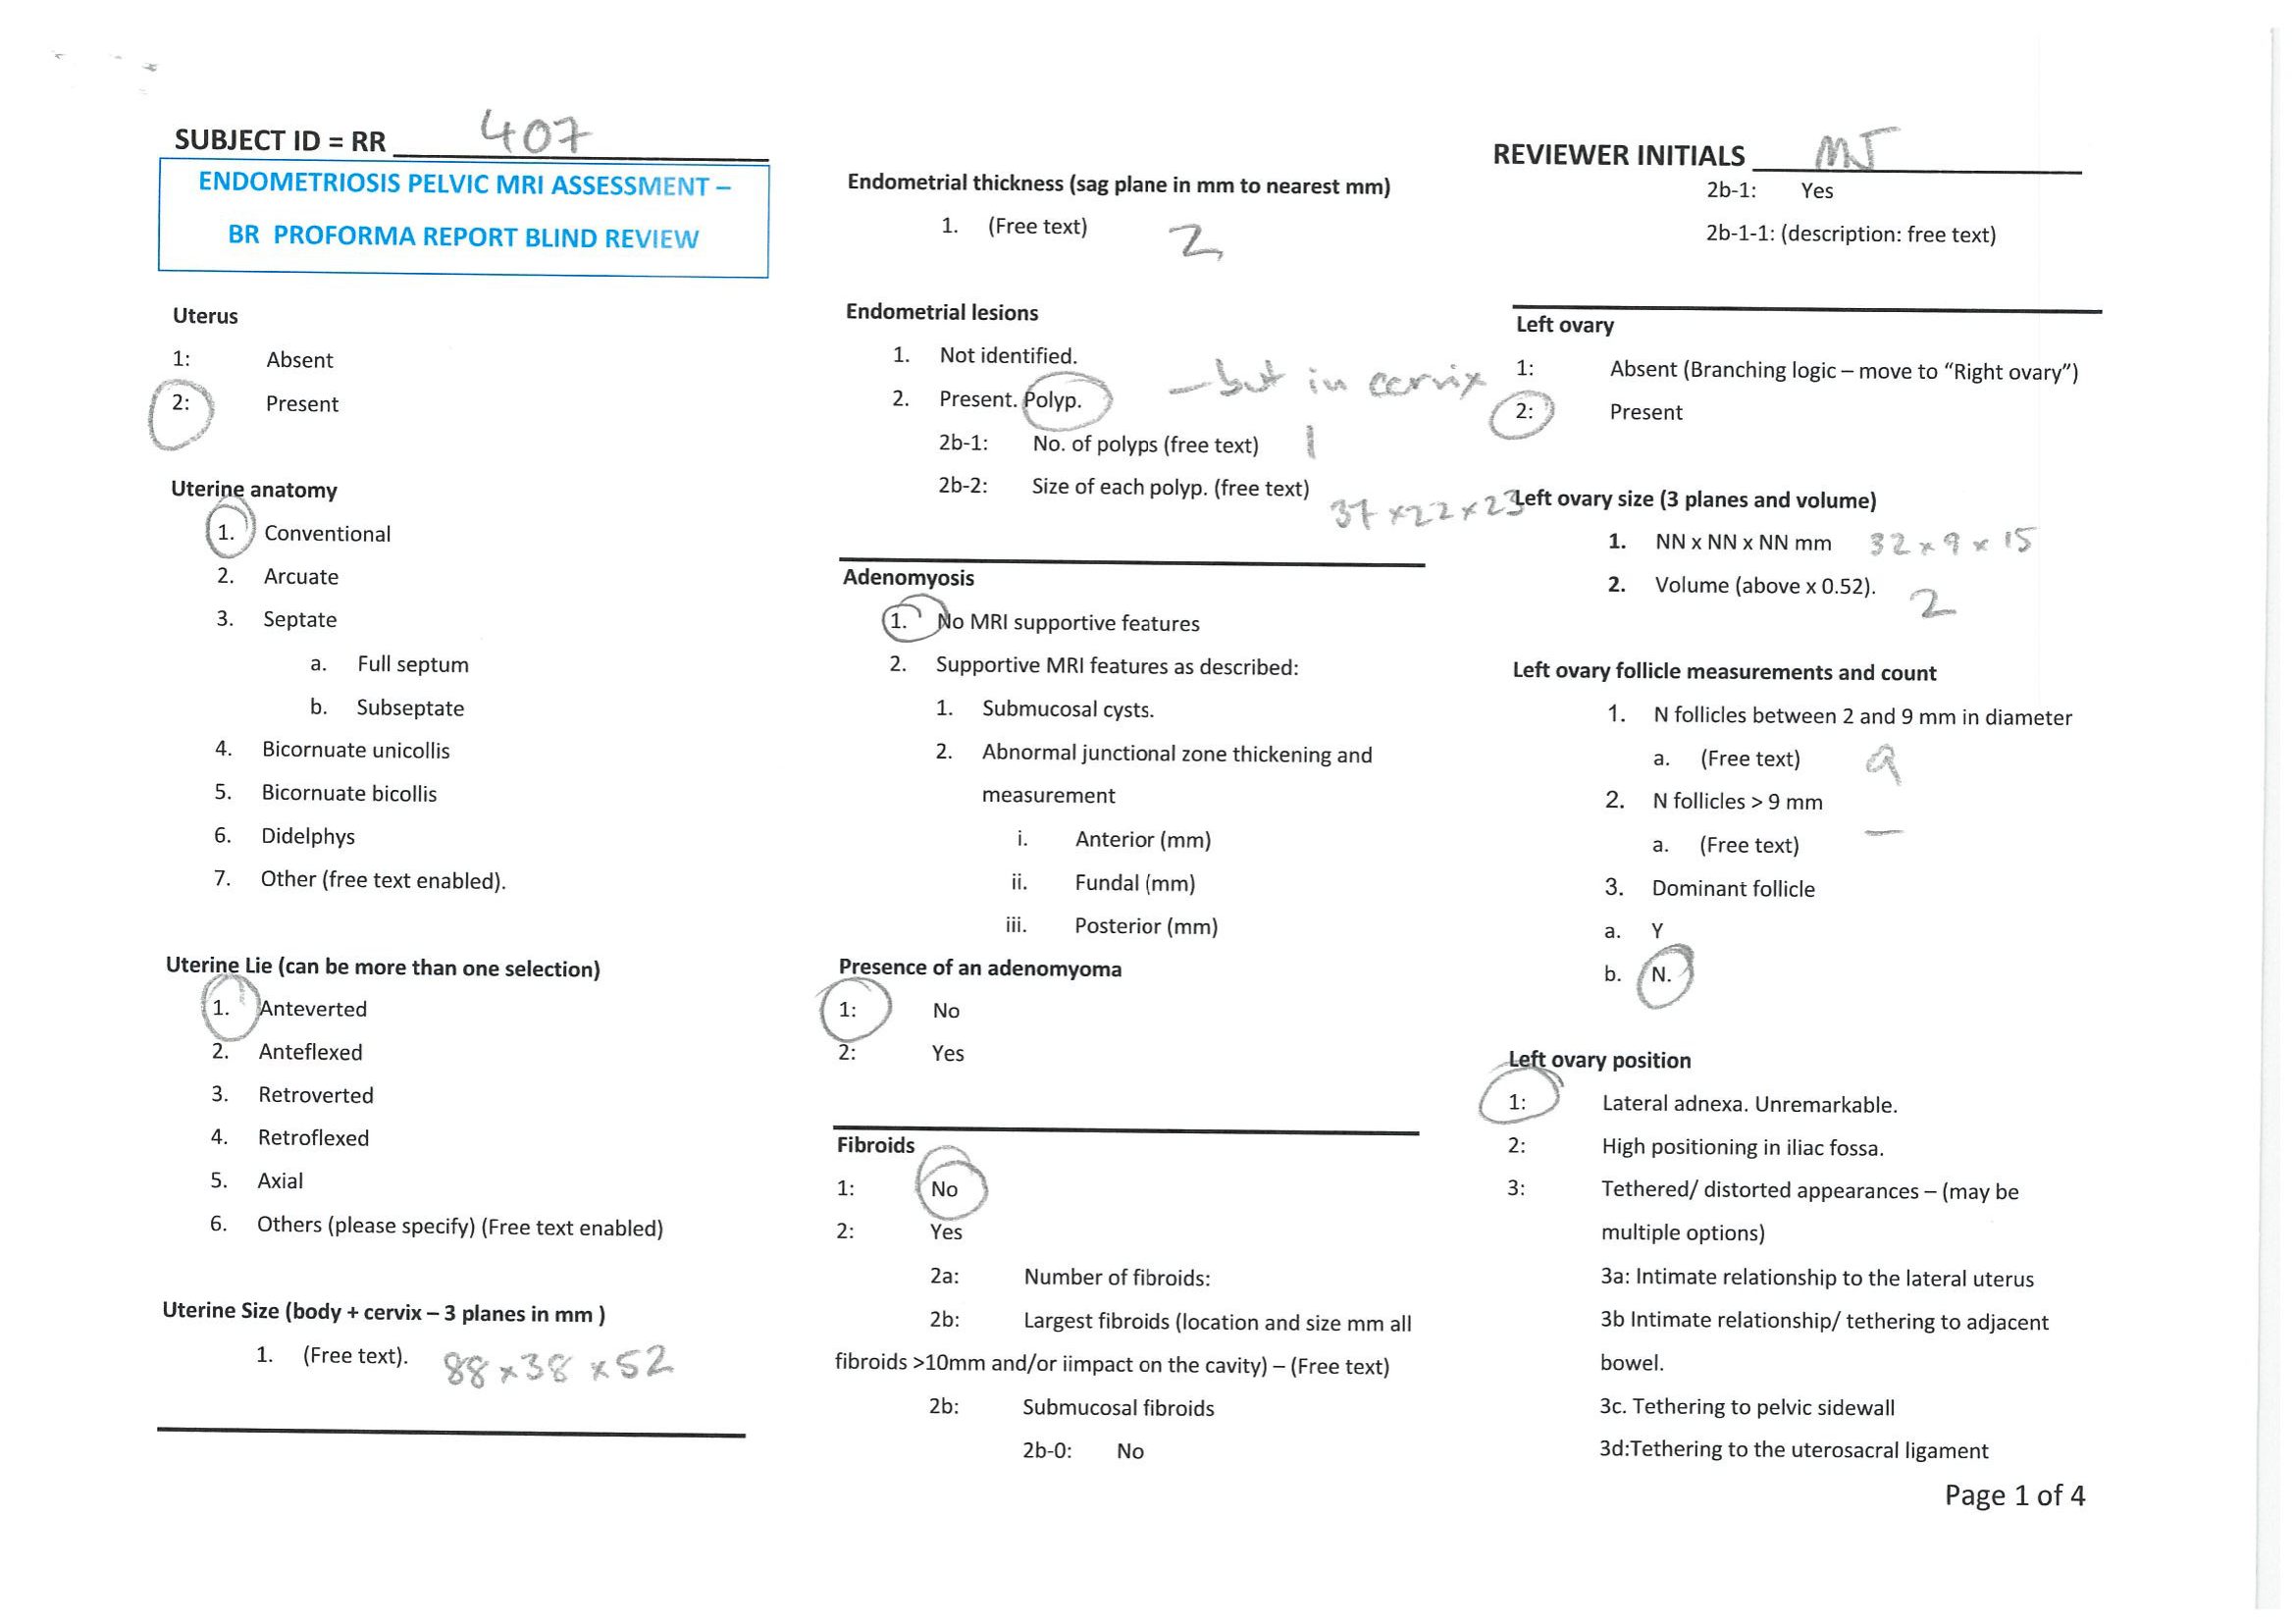 SUBJECT ID = RR 407
ENDOMETRIOSIS PELVIC MRI ASSESSMENT –
BR PROFORMA REPORT BLIND REVIEW
Uterus
1: Absent
2: Present
Uterine anatomy
1. Conventional
2. Arcuate
3. Septate
a. Full septum
b. Subseptate
4. Bicornuate unicollis
5. Bicornuate bicollis
6. Didelphys
7. Other (free text enabled).
Uterine Lie (can be more than one selection)
1. Anteverted
2. Anteflexed
3. Retroverted
4. Retroflexed
5. Axial
6. Others (please specify) (Free text enabled)
Uterine Size (body + cervix – 3 planes in mm )
1. (Free text). 88 x 38 x 52
Endometrial thickness (sag plane in mm to nearest mm)
1. (Free text) 2
Endometrial lesions
1. Not identified.
2. Present. Polyp. – but in cervix
2b-1: No. of polyps (free text) 1
2b-2: Size of each polyp. (free text) 37 x 22 x 23
Adenomyosis
1. No MRI supportive features
2. Supportive MRI features as described:
1. Submucosal cysts.
2. Abnormal junctional zone thickening and
measurement
i. Anterior (mm)
ii. Fundal (mm)
iii. Posterior (mm)
Presence of an adenomyoma
1: No
2: Yes
Fibroids
1: No
2: Yes
2a: Number of fibroids:
2b: Largest fibroids (location and size mm all
fibroids >10mm and/or iimpact on the cavity) – (Free text)
2b: Submucosal fibroids
2b-0: No
REVIEWER INITIALS MJ
2b-1: Yes
2b-1-1: (description: free text)
Left ovary
1: Absent (Branching logic – move to “Right ovary”)
2: Present
Left ovary size (3 planes and volume)
1. NN x NN x NN mm 32 x 9 x 15
2. Volume (above x 0.52). 2
Left ovary follicle measurements and count
1. N follicles between 2 and 9 mm in diameter
a. (Free text) 9
2. N follicles > 9 mm –
a. (Free text)
3. Dominant follicle
a. Y
b. N.
Left ovary position
1: Lateral adnexa. Unremarkable.
2: High positioning in iliac fossa.
3: Tethered/ distorted appearances – (may be
multiple options)
3a: Intimate relationship to the lateral uterus
3b Intimate relationship/ tethering to adjacent
bowel.
3c. Tethering to pelvic sidewall
3d:Tethering to the uterosacral ligament
Page 1 of 4